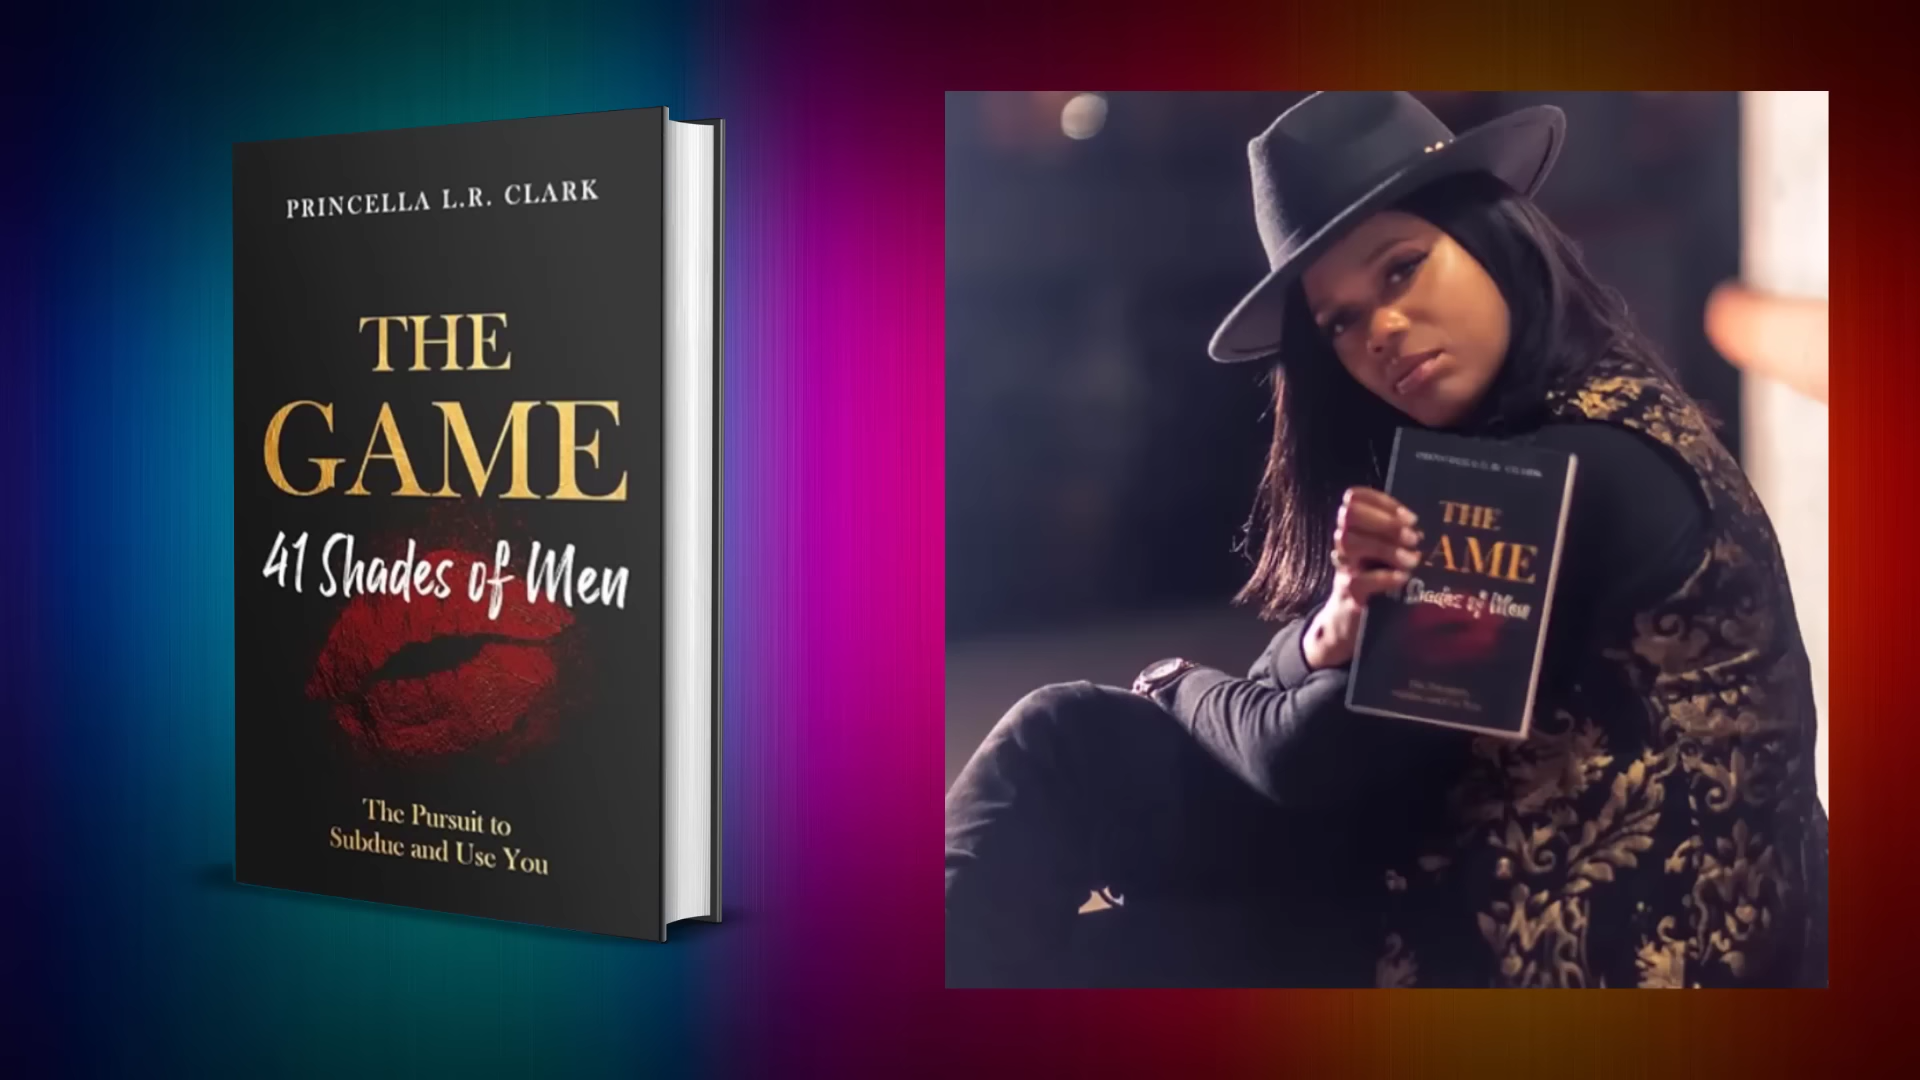 PRINCELLA L.R. CLARK
THE
GAME
41 Shades of Men
The Pursuit to
Subdue and Use You
THE
AME
Shades of Men